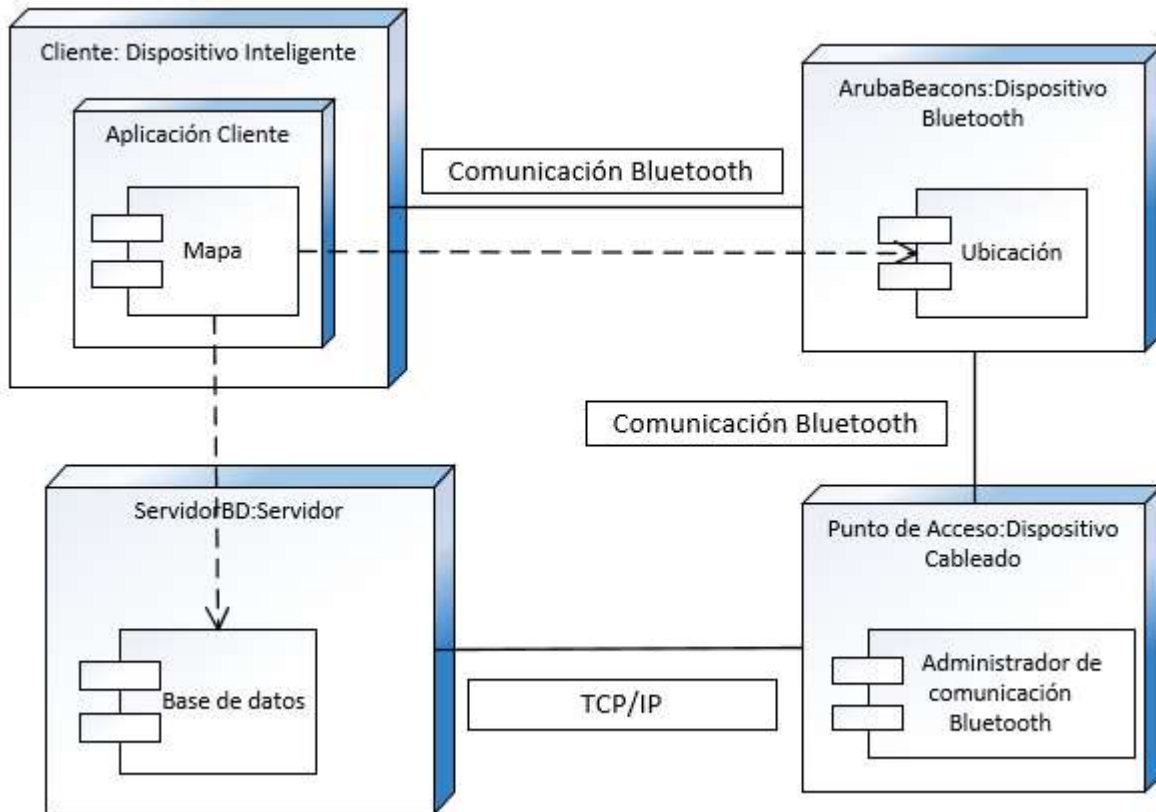 Cliente: Dispositivo Inteligente
Aplicación Cliente
Mapa
Comunicación Bluetooth
ArubaBeacons:Dispositivo
Bluetooth
Ubicación
Comunicación Bluetooth
ServidorBD:Servidor
Base de datos
TCP/IP
Punto de Acceso:Dispositivo
Cableado
Administrador de
comunicación
Bluetooth